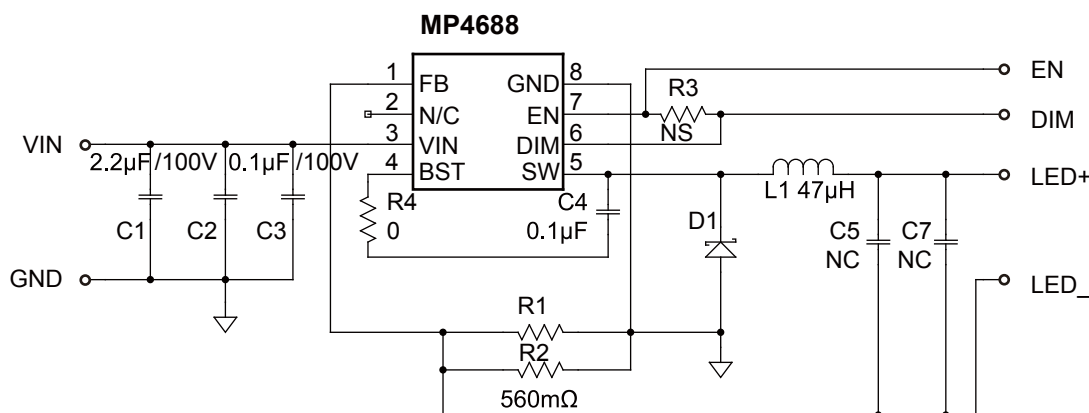 MP4688
1 FB GND 8
2 N/C EN 7
3 VIN DIM 6
4 BST SW 5
EN
R3
NS
DIM
VIN
2.2µF /100V 0.1µF /100V
C1 C2 C3
GND
R4
0
C4
0.1µF
D1
L1 47µH
LED+
C5
NC
C7
NC
LED_
R1
R2
560mΩ